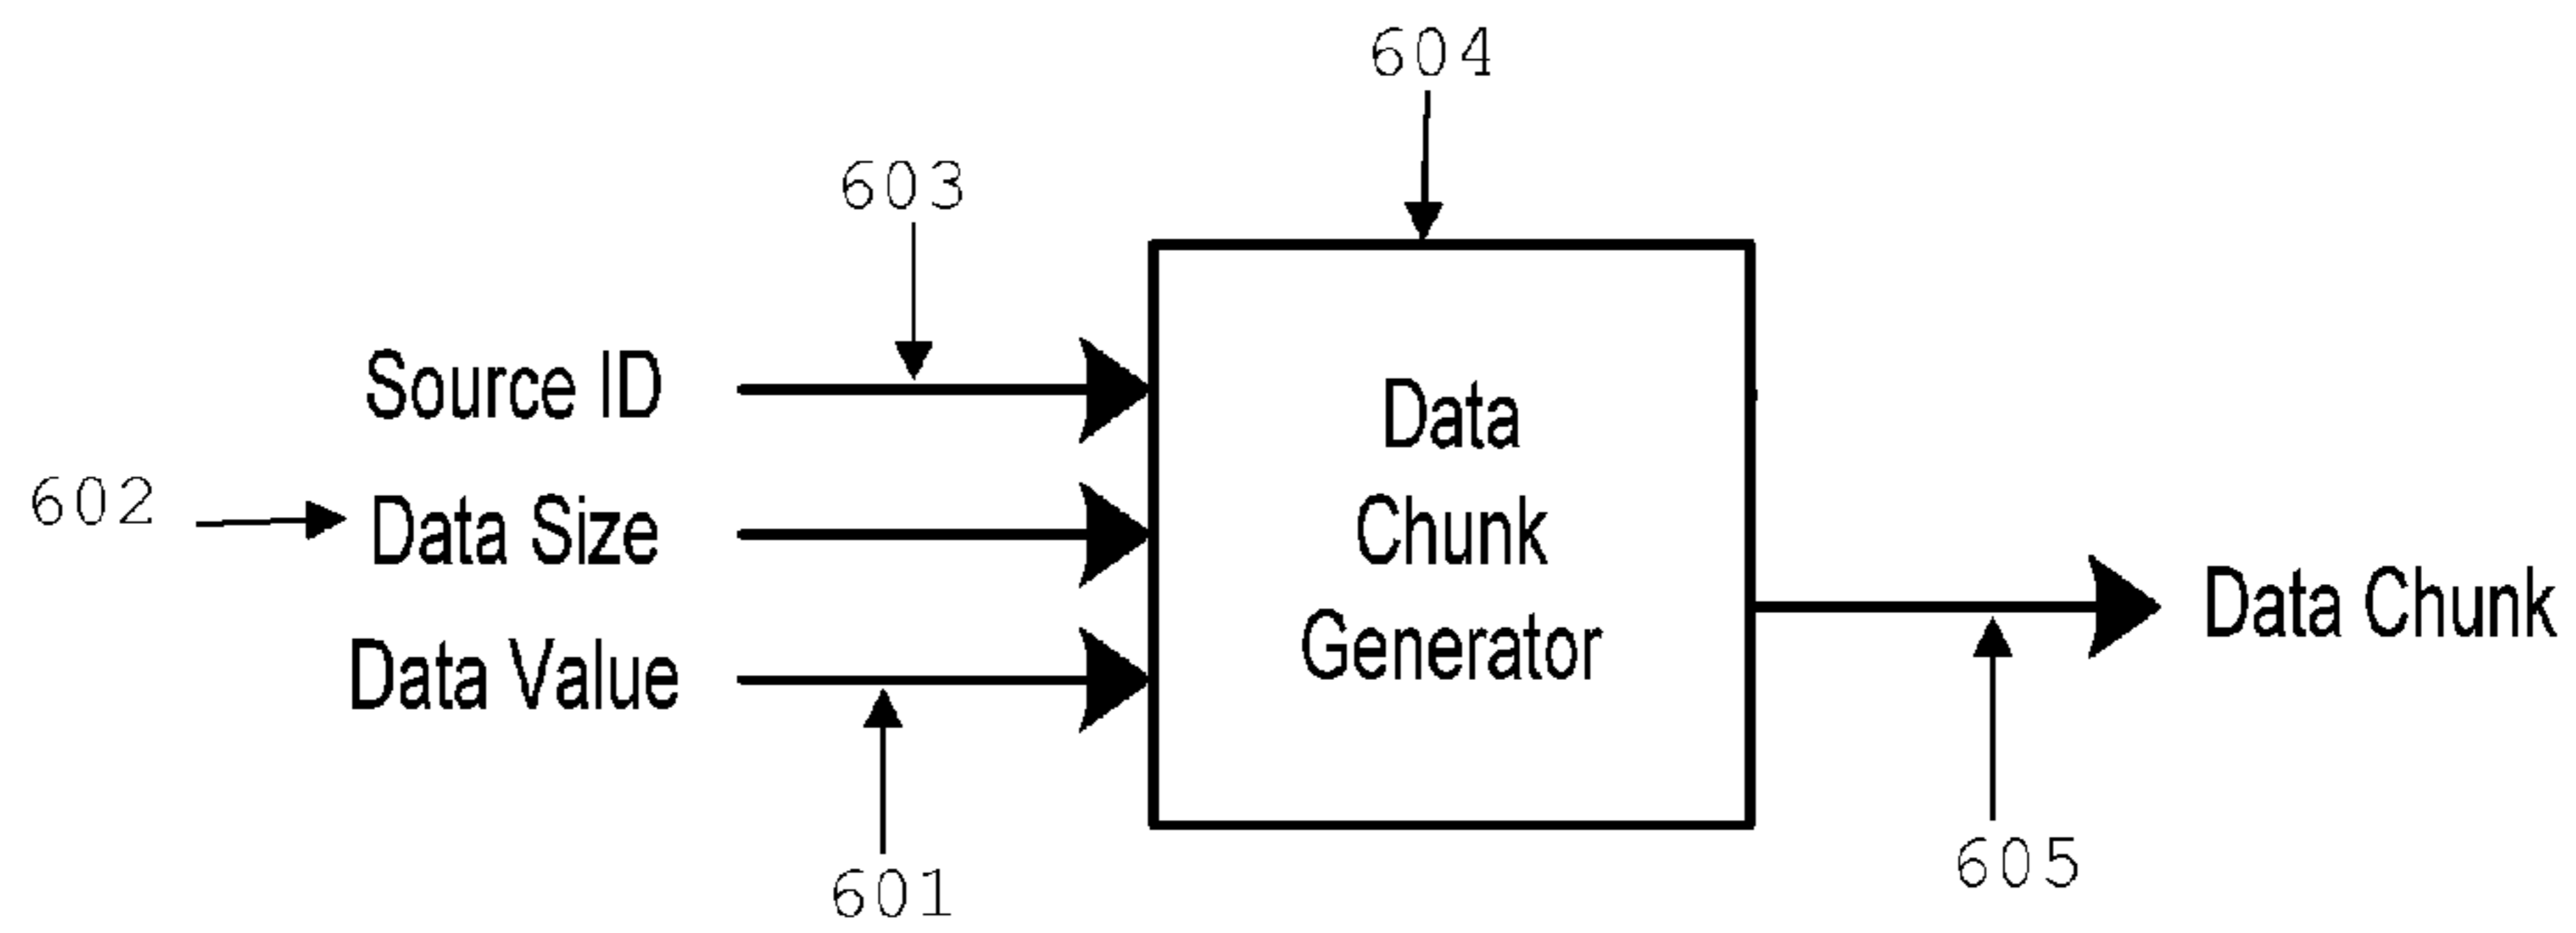 604
603
Source ID
602
Data Size
Data Value
601
Data
Chunk
Generator
Data Chunk
605